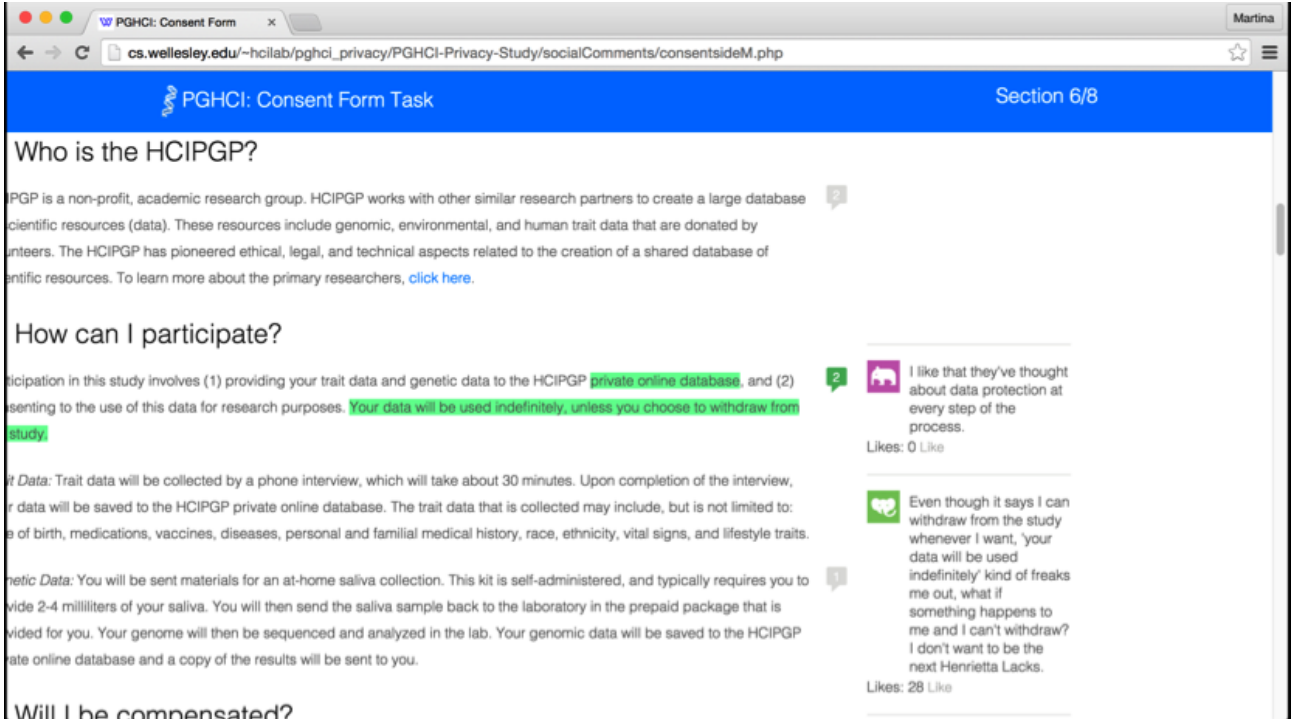 PGHCI: Consent Form
Martina
cs.wellesley.edu/~hcilab/pghci_privacy/PGHCI-Privacy-Study/socialComments/consentsideM.php
PGHCI: Consent Form Task
Section 6/8
Who is the HCIPGP?
IPGP is a non-profit, academic research group. HCIPGP works with other similar research partners to create a large database
cientific resources (data). These resources include genomic, environmental, and human trait data that are donated by
unteers. The HCIPGP has pioneered ethical, legal, and technical aspects related to the creation of a shared database of
entific resources. To learn more about the primary researchers, click here.
2
How can I participate?
ticipation in this study involves (1) providing your trait data and genetic data to the HCIPGP private online database, and (2)
senting to the use of this data for research purposes. Your data will be used indefinitely, unless you choose to withdraw from
study.
2
it Data: Trait data will be collected by a phone interview, which will take about 30 minutes. Upon completion of the interview,
r data will be saved to the HCIPGP private online database. The trait data that is collected may include, but is not limited to:
e of birth, medications, vaccines, diseases, personal and familial medical history, race, ethnicity, vital signs, and lifestyle traits.
netic Data: You will be sent materials for an at-home saliva collection. This kit is self-administered, and typically requires you to
vide 2-4 milliliters of your saliva. You will then send the saliva sample back to the laboratory in the prepaid package that is
vided for you. Your genome will then be sequenced and analyzed in the lab. Your genomic data will be saved to the HCIPGP
ate online database and a copy of the results will be sent to you.
1
Will I be compensated?
I like that they've thought
about data protection at
every step of the
process.
Likes: 0 Like
Even though it says I can
withdraw from the study
whenever I want, 'your
data will be used
indefinitely' kind of freaks
me out, what if
something happens to
me and I can't withdraw?
I don't want to be the
next Henrietta Lacks.
Likes: 28 Like